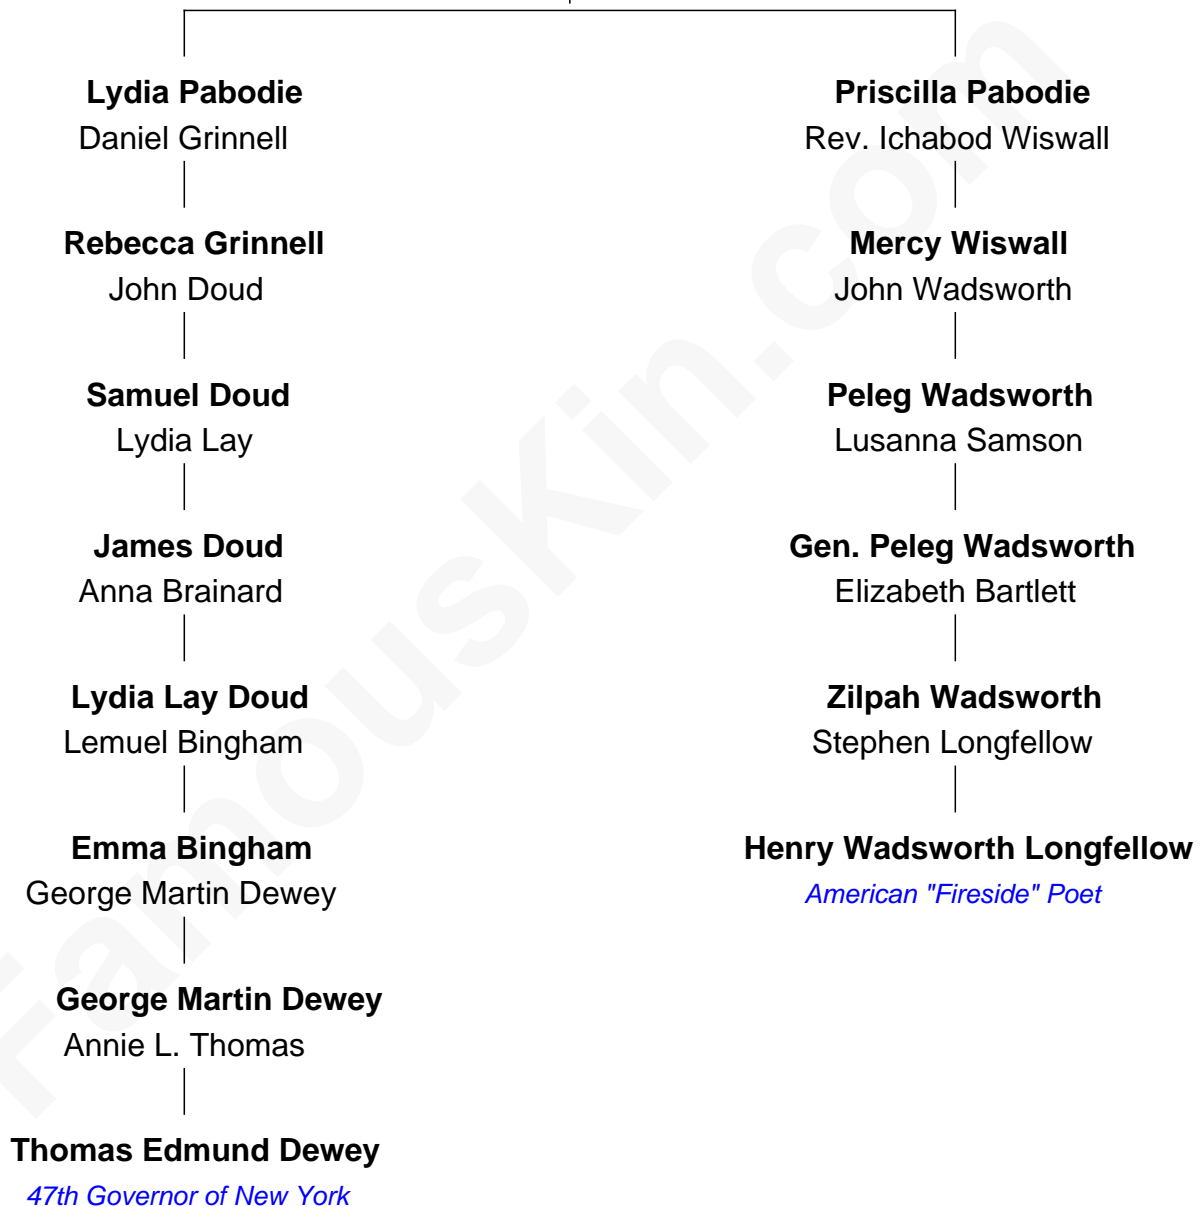 Lydia Pabodie
Daniel Grinnell
Rebecca Grinnell
John Doud
Samuel Doud
Lydia Lay
James Doud
Anna Brainard
Lydia Lay Doud
Lemuel Bingham
Emma Bingham
George Martin Dewey
George Martin Dewey
Annie L. Thomas
Thomas Edmund Dewey
47th Governor of New York
Priscilla Pabodie
Rev. Ichabod Wiswall
Mercy Wiswall
John Wadsworth
Peleg Wadsworth
Lusanna Samson
Gen. Peleg Wadsworth
Elizabeth Bartlett
Zilpah Wadsworth
Stephen Longfellow
Henry Wadsworth Longfellow
American "Fireside" Poet
FamousKin.com